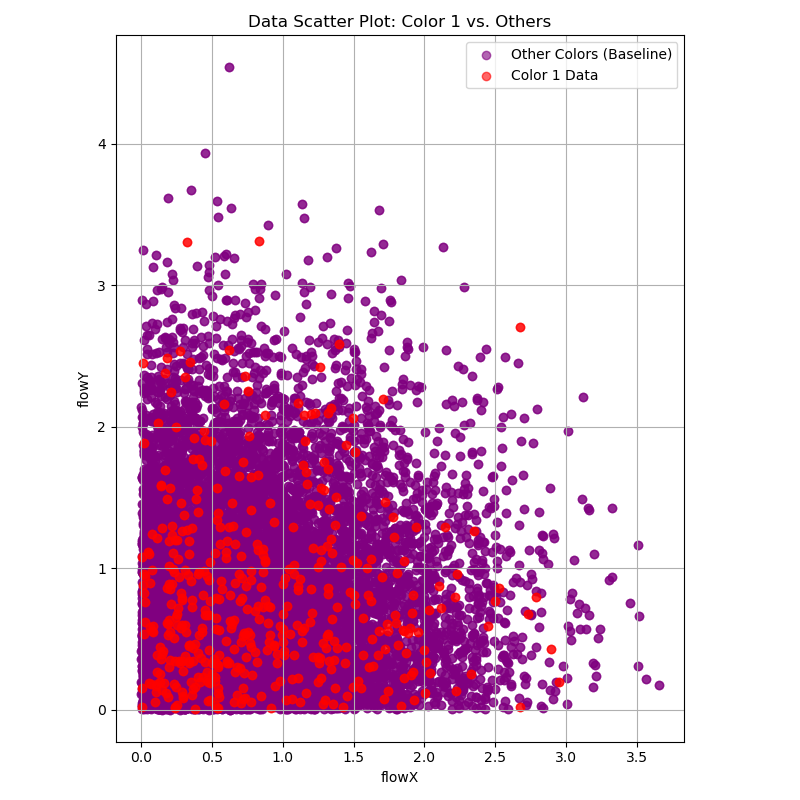 Data Scatter Plot: Color 1 vs. Others
Other Colors (Baseline)
Color 1 Data
flowY
4
3
2
1
0
0.0 0.5 1.0 1.5 2.0 2.5 3.0 3.5
flowX